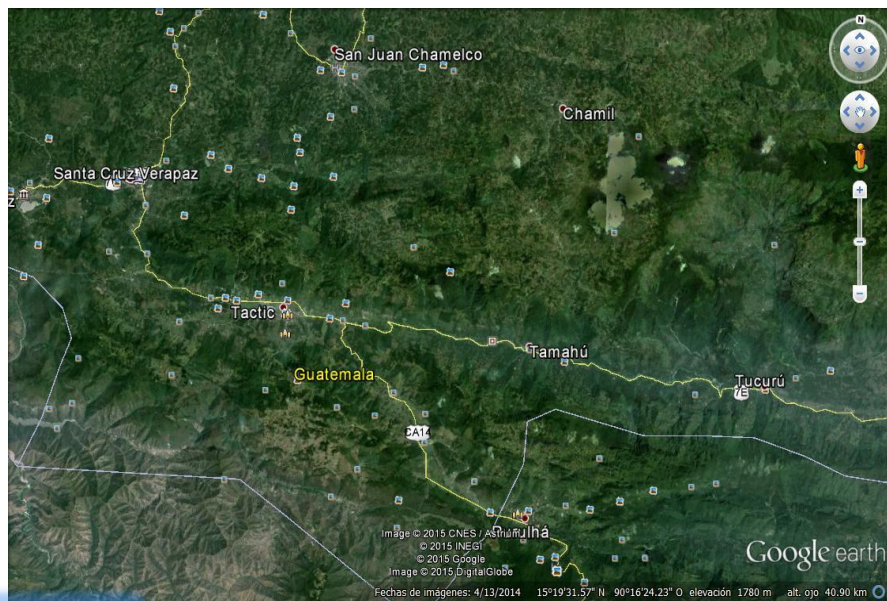 N
San Juan Chamelco
Chamil
Santa Cruz Verapaz
z
Tactic
Tamahú
Guatemala
Tucurú
7E
CA14
Purulhá
Image © 2015 CNES / Astrium
© 2015 INEGI
© 2015 Google
Image © 2015 DigitalGlobe
Google earth
Fechas de imágenes: 4/13/2014 15°19'31.57" N 90°16'24.23" O elevación 1780 m alt. ojo 40.90 km